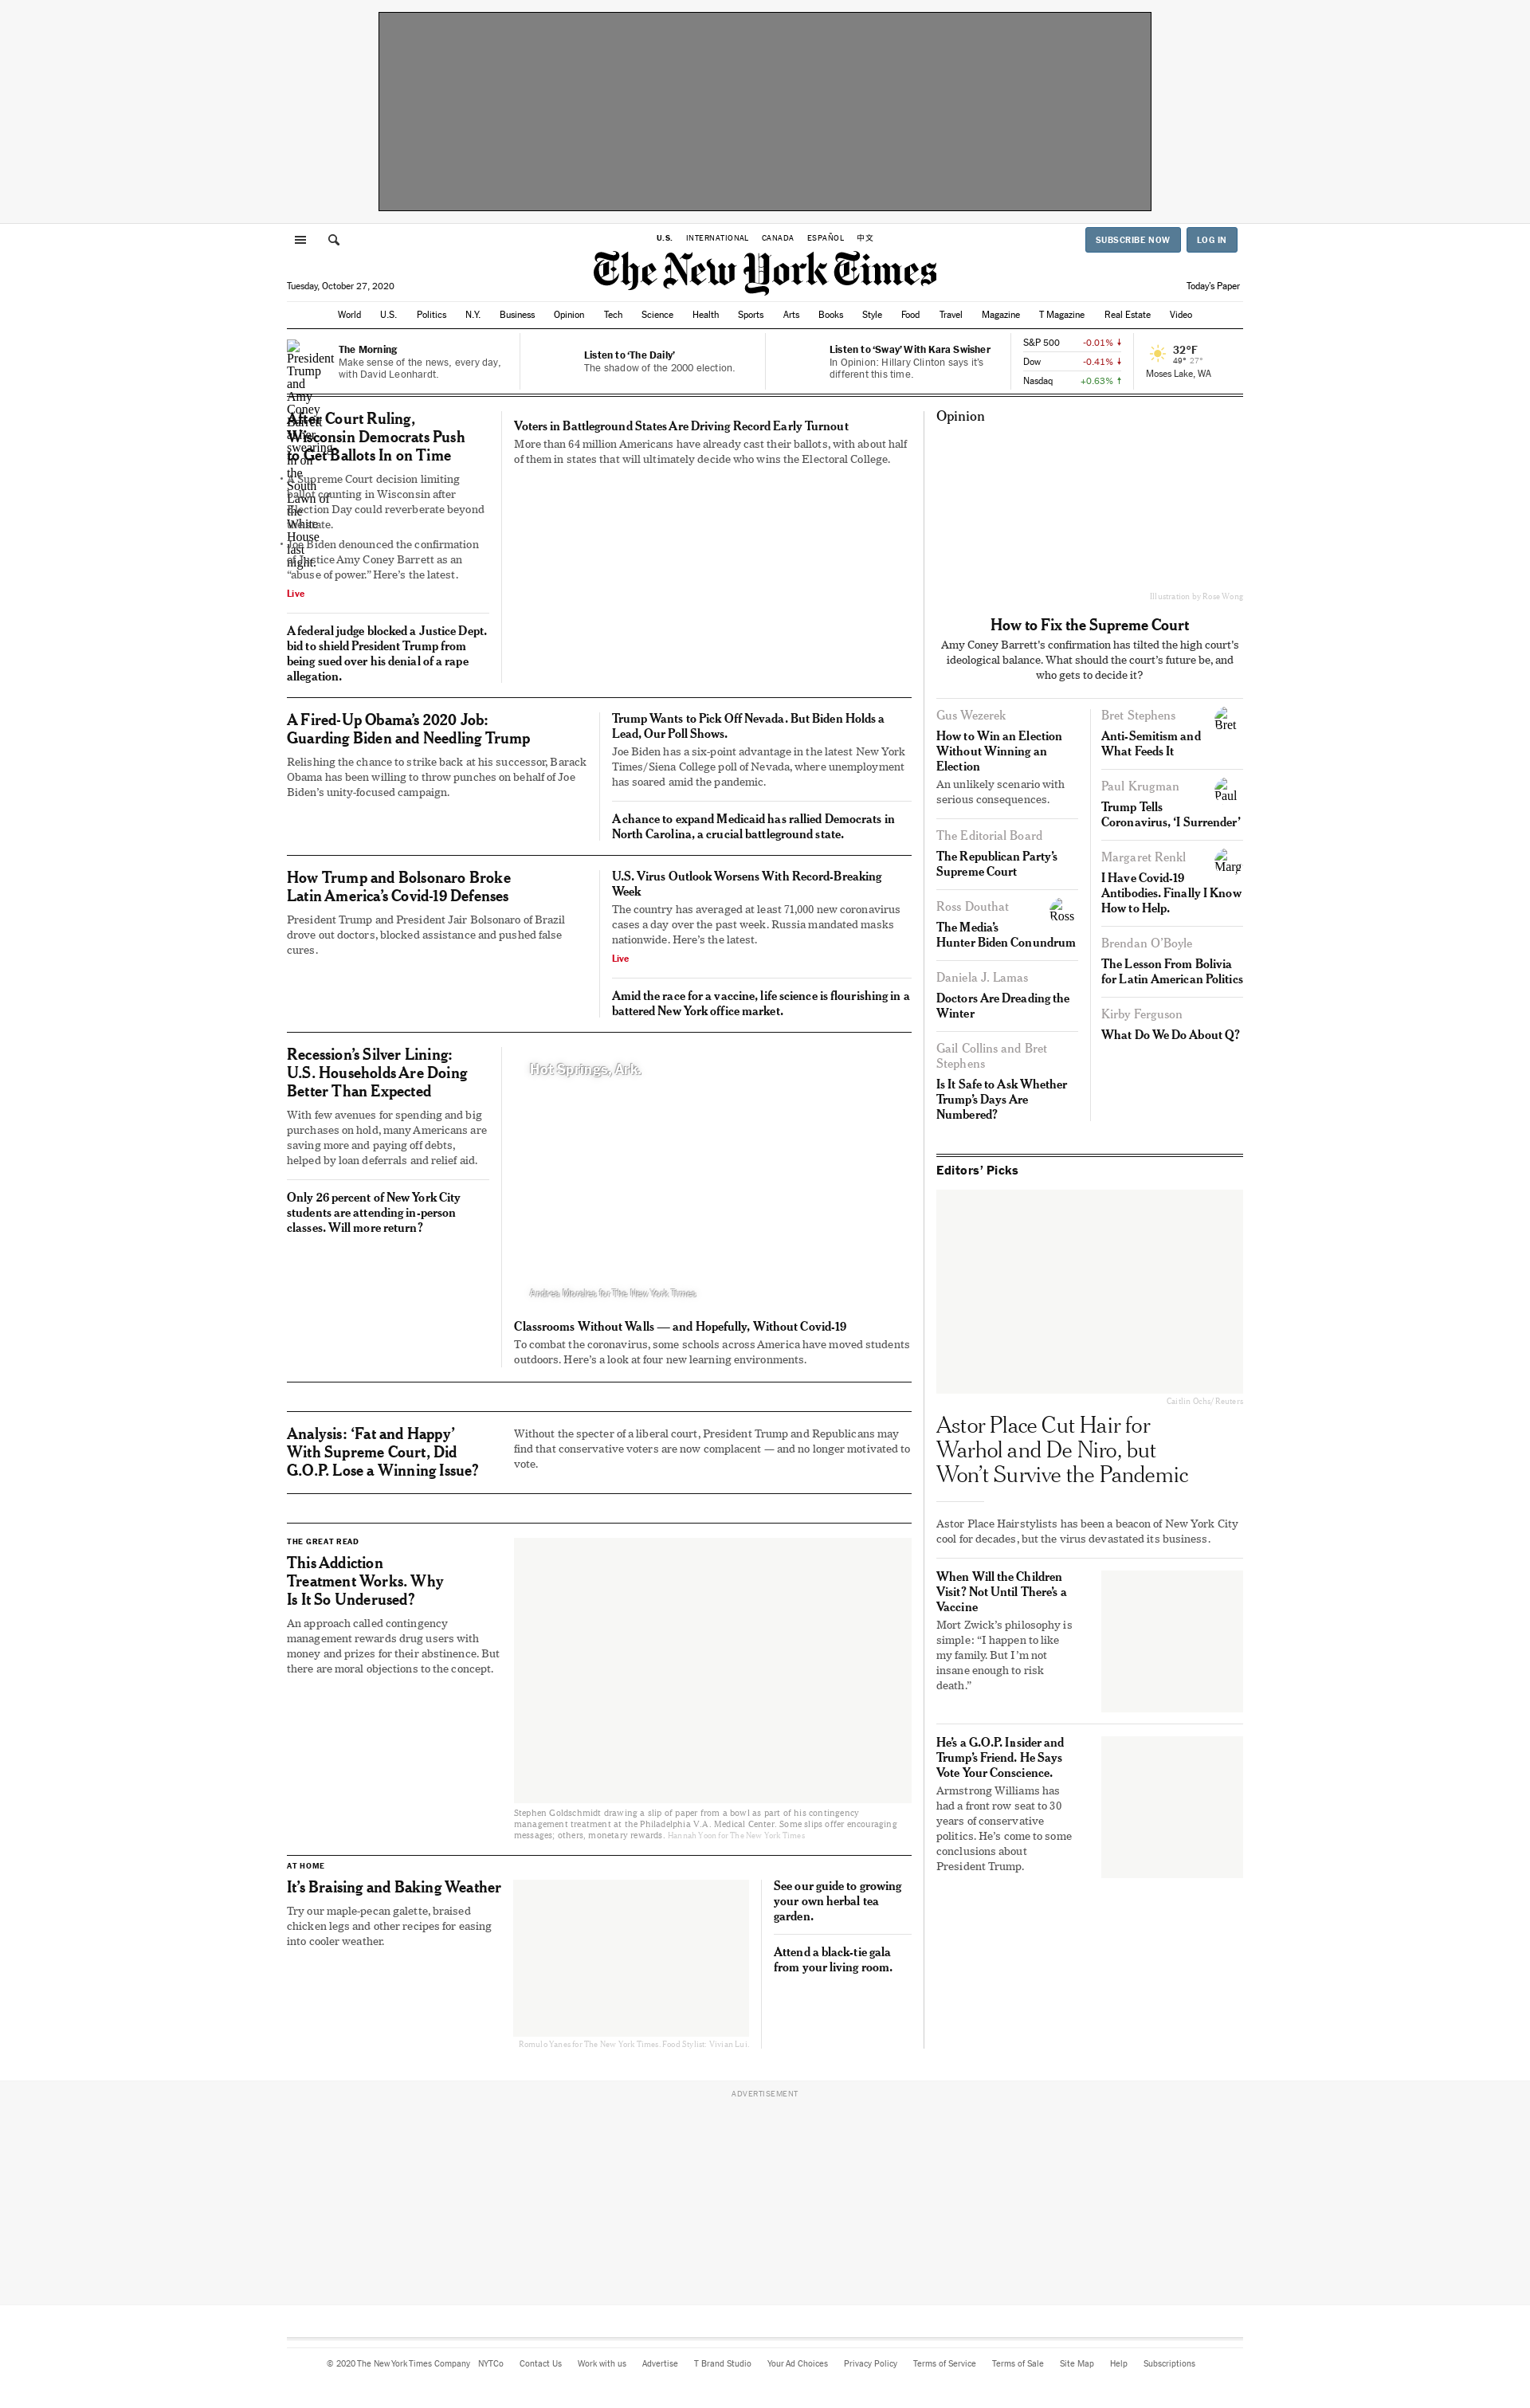 U.S. INTERNATIONAL CANADA ESPAÑOL 中文
SUBSCRIBE NOW LOG IN
The New York Times
Tuesday, October 27, 2020
Today's Paper
World U.S. Politics N.Y. Business Opinion Tech Science Health Sports Arts Books Style Food Travel Magazine T Magazine Real Estate Video
President
Trump
and
Amy
Coney
Barrett
after
swearing
in on
the
South
Lawn of
the
White
House
last
night.
The Morning
Make sense of the news, every day,
with David Leonhardt.
Listen to ‘The Daily’
The shadow of the 2000 election.
Listen to ‘Sway’ With Kara Swisher
In Opinion: Hillary Clinton says it’s
different this time.
S&P 500 -0.01% ↓
Dow -0.41% ↓
Nasdaq +0.63% ↑
32°F
49° 27°
Moses Lake, WA
After Court Ruling,
Wisconsin Democrats Push
to Get Ballots In on Time
• A Supreme Court decision limiting
ballot counting in Wisconsin after
Election Day could reverberate beyond
the state.
• Joe Biden denounced the confirmation
of Justice Amy Coney Barrett as an
“abuse of power.” Here’s the latest.
Live
A federal judge blocked a Justice Dept.
bid to shield President Trump from
being sued over his denial of a rape
allegation.
Voters in Battleground States Are Driving Record Early Turnout
More than 64 million Americans have already cast their ballots, with about half
of them in states that will ultimately decide who wins the Electoral College.
A Fired-Up Obama’s 2020 Job:
Guarding Biden and Needling Trump
Relishing the chance to strike back at his successor, Barack
Obama has been willing to throw punches on behalf of Joe
Biden’s unity-focused campaign.
Trump Wants to Pick Off Nevada. But Biden Holds a
Lead, Our Poll Shows.
Joe Biden has a six-point advantage in the latest New York
Times/Siena College poll of Nevada, where unemployment
has soared amid the pandemic.
A chance to expand Medicaid has rallied Democrats in
North Carolina, a crucial battleground state.
How Trump and Bolsonaro Broke
Latin America’s Covid-19 Defenses
President Trump and President Jair Bolsonaro of Brazil
drove out doctors, blocked assistance and pushed false
cures.
U.S. Virus Outlook Worsens With Record-Breaking
Week
The country has averaged at least 71,000 new coronavirus
cases a day over the past week. Russia mandated masks
nationwide. Here’s the latest.
Live
Amid the race for a vaccine, life science is flourishing in a
battered New York office market.
Recession’s Silver Lining:
U.S. Households Are Doing
Better Than Expected
With few avenues for spending and big
purchases on hold, many Americans are
saving more and paying off debts,
helped by loan deferrals and relief aid.
Only 26 percent of New York City
students are attending in-person
classes. Will more return?
Hot Springs, Ark.
Andrea Morales for The New York Times
Classrooms Without Walls — and Hopefully, Without Covid-19
To combat the coronavirus, some schools across America have moved students
outdoors. Here’s a look at four new learning environments.
Analysis: ‘Fat and Happy’
With Supreme Court, Did
G.O.P. Lose a Winning Issue?
Without the specter of a liberal court, President Trump and Republicans may
find that conservative voters are now complacent — and no longer motivated to
vote.
THE GREAT READ
This Addiction
Treatment Works. Why
Is It So Underused?
An approach called contingency
management rewards drug users with
money and prizes for their abstinence. But
there are moral objections to the concept.
Stephen Goldschmidt drawing a slip of paper from a bowl as part of his contingency
management treatment at the Philadelphia V.A. Medical Center. Some slips offer encouraging
messages; others, monetary rewards. Hannah Yoon for The New York Times
AT HOME
It’s Braising and Baking Weather
Try our maple-pecan galette, braised
chicken legs and other recipes for easing
into cooler weather.
Romulo Yanes for The New York Times. Food Stylist: Vivian Lui.
See our guide to growing
your own herbal tea
garden.
Attend a black-tie gala
from your living room.
Opinion
Illustration by Rose Wong
How to Fix the Supreme Court
Amy Coney Barrett’s confirmation has tilted the high court’s
ideological balance. What should the court’s future be, and
who gets to decide it?
Gus Wezerek
How to Win an Election
Without Winning an
Election
An unlikely scenario with
serious consequences.
The Editorial Board
The Republican Party’s
Supreme Court
Ross Douthat
Ross
The Media’s
Hunter Biden Conundrum
Daniela J. Lamas
Doctors Are Dreading the
Winter
Gail Collins and Bret
Stephens
Is It Safe to Ask Whether
Trump’s Days Are
Numbered?
Bret Stephens
Bret
Anti-Semitism and
What Feeds It
Paul Krugman
Paul
Trump Tells
Coronavirus, ‘I Surrender’
Margaret Renkl
Marg
I Have Covid-19
Antibodies. Finally I Know
How to Help.
Brendan O’Boyle
The Lesson From Bolivia
for Latin American Politics
Kirby Ferguson
What Do We Do About Q?
Editors’ Picks
Caitlin Ochs/Reuters
Astor Place Cut Hair for
Warhol and De Niro, but
Won’t Survive the Pandemic
Astor Place Hairstylists has been a beacon of New York City
cool for decades, but the virus devastated its business.
When Will the Children
Visit? Not Until There’s a
Vaccine
Mort Zwick’s philosophy is
simple: “I happen to like
my family. But I’m not
insane enough to risk
death.”
He’s a G.O.P. Insider and
Trump’s Friend. He Says
Vote Your Conscience.
Armstrong Williams has
had a front row seat to 30
years of conservative
politics. He’s come to some
conclusions about
President Trump.
ADVERTISEMENT
© 2020 The New York Times Company NYTCo Contact Us Work with us Advertise T Brand Studio Your Ad Choices Privacy Policy Terms of Service Terms of Sale Site Map Help Subscriptions